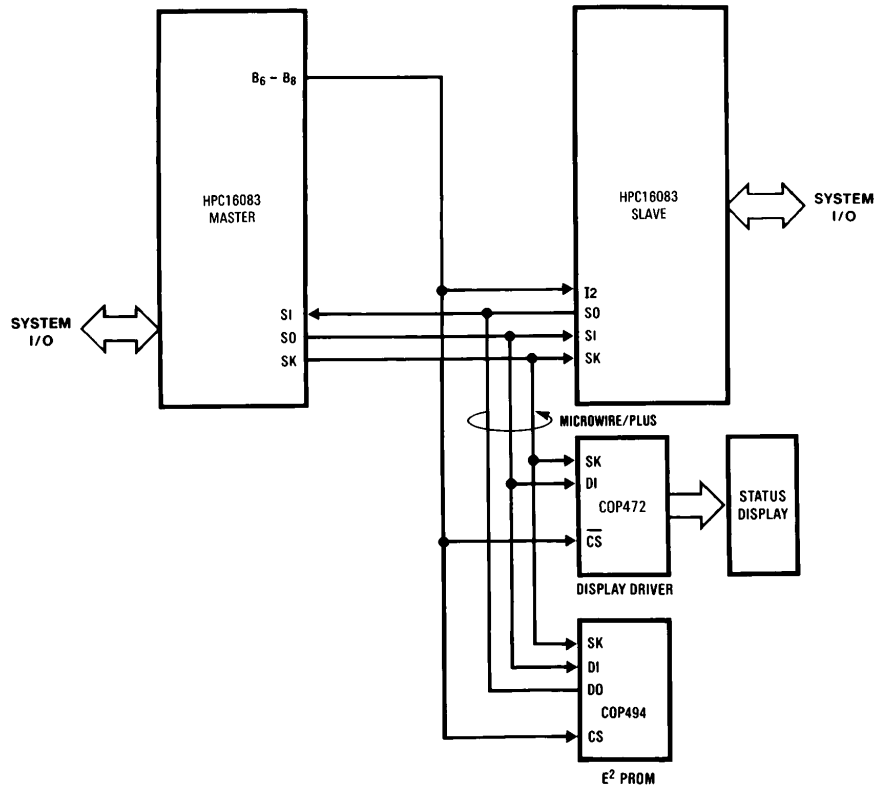 B6 – B8
HPC16083
MASTER
SI
SO
SK
SYSTEM
I/O
HPC16083
SLAVE
I2
SO
SI
SK
SYSTEM
I/O
MICROWIRE/PLUS
SK
DI
COP472
C̅S̅
DISPLAY DRIVER
STATUS
DISPLAY
SK
DI
DO
COP494
CS
E² PROM